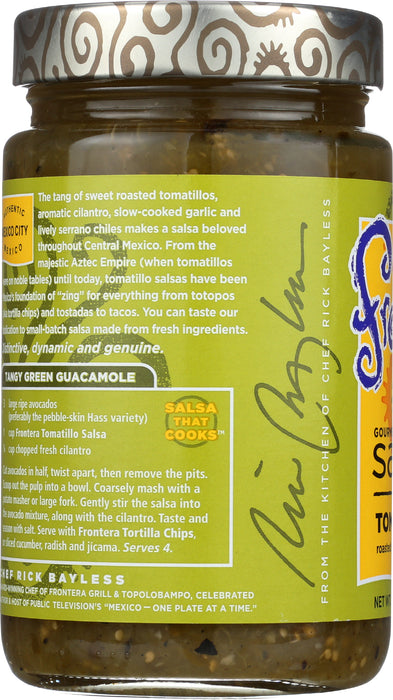 MEXICO CITY
The tang of sweet roasted tomatillos,
aromatic cilantro, slow-cooked garlic and
lively serrano chiles makes a salsa beloved
throughout Central Mexico. From the
majestic Aztec Empire (when tomatillos
on noble tables) until today, tomatillo salsas have been
foundation of "zing" for everything from totopos
tortilla chips) and tostadas to tacos. You can taste our
to small-batch salsa made from fresh ingredients.
dynamic and genuine.
TANGY GREEN GUACAMOLE
large ripe avocados
(preferably the pebble-skin Hass variety)
cup Frontera Tomatillo Salsa
cup chopped fresh cilantro
SALSA
THAT
COOKS™
avocados in half, twist apart, then remove the pits.
out the pulp into a bowl. Coarsely mash with a
masher or large fork. Gently stir the salsa into
avocado mixture, along with the cilantro. Taste and
with salt. Serve with Frontera Tortilla Chips,
sliced cucumber, radish and jicama. Serves 4.
CHEF RICK BAYLESS
CHEF OF FRONTERA GRILL & TOPOLOBAMPO, CELEBRATED
& HOST OF PUBLIC TELEVISION'S "MEXICO — ONE PLATE AT A TIME."
Rick Bayless
FROM THE KITCHEN OF CHEF RICK BAYLESS
NET